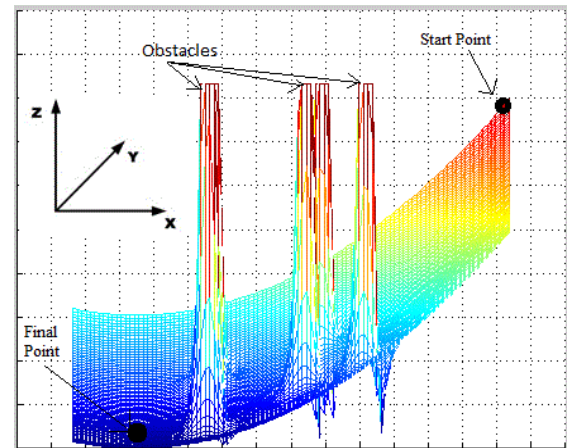 Obstacles
Start Point
Z
Y
X
Final
Point